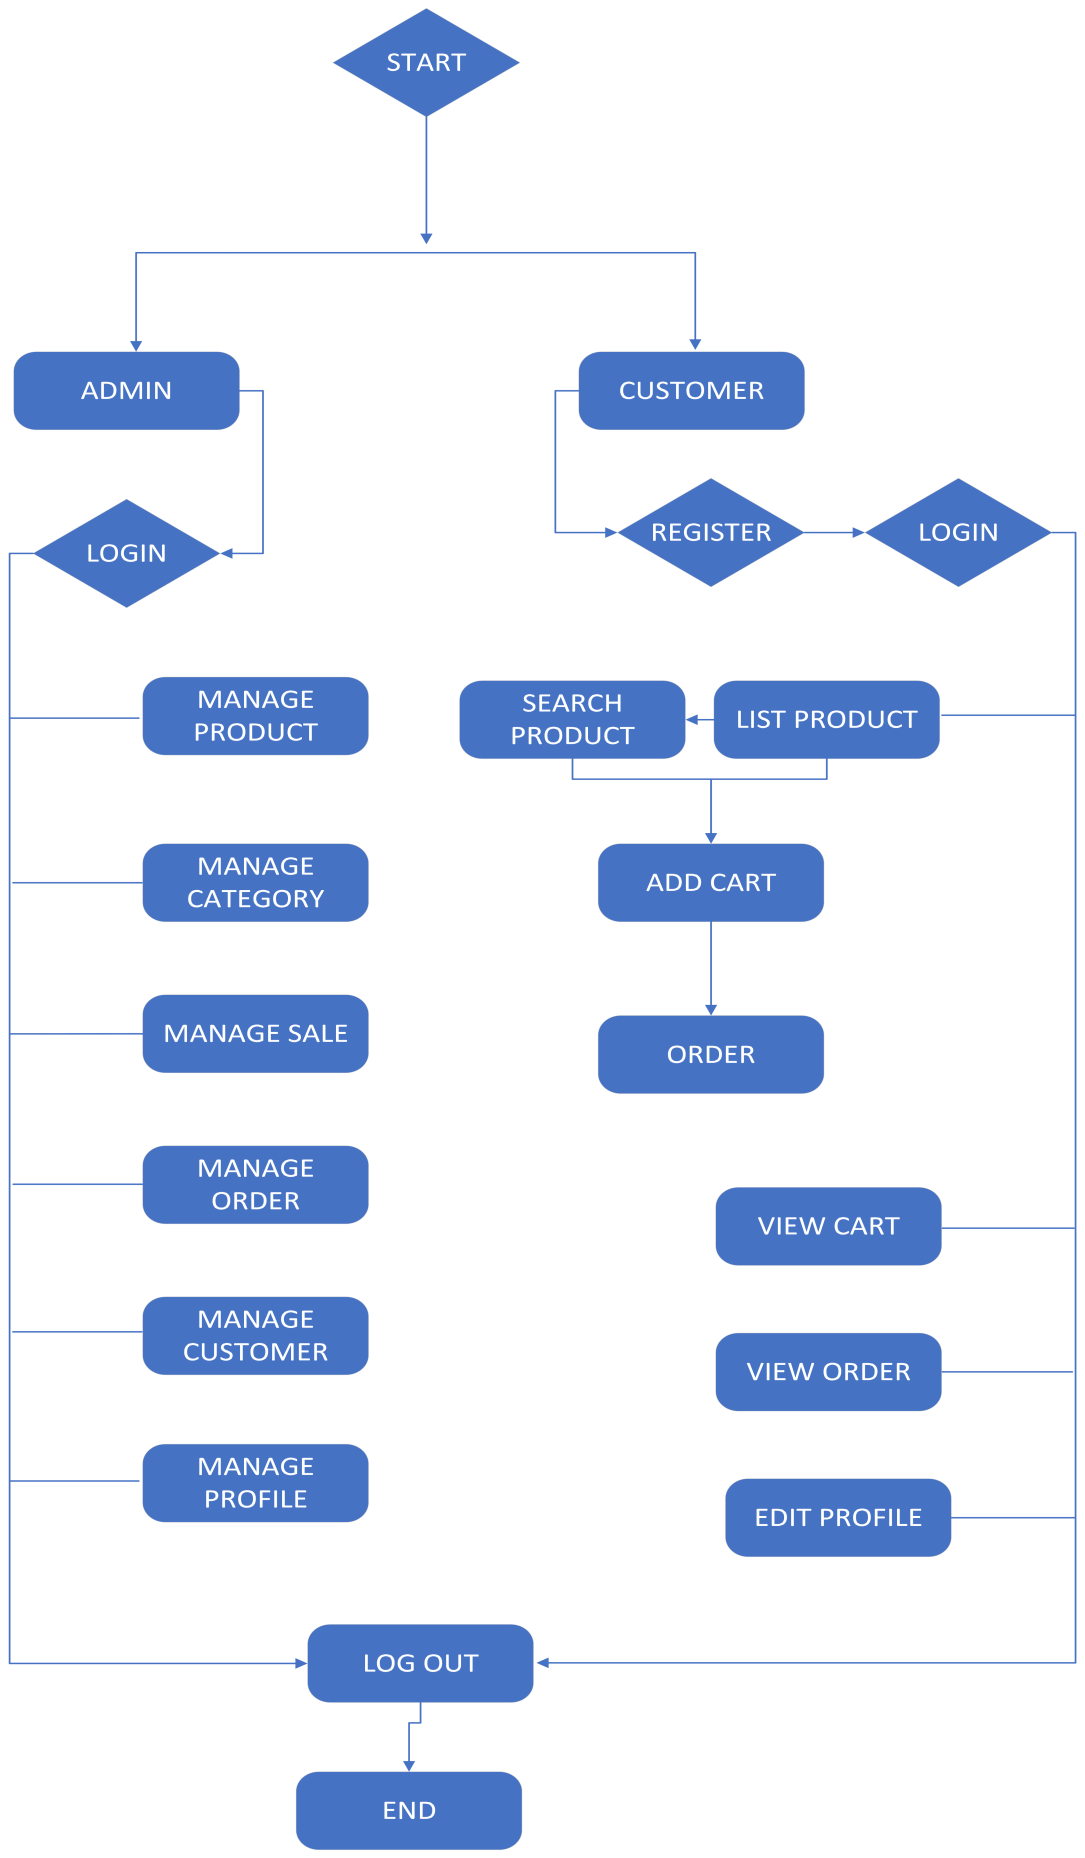 START
ADMIN
CUSTOMER
LOGIN
REGISTER
LOGIN
MANAGE
PRODUCT
SEARCH
PRODUCT
LIST PRODUCT
MANAGE
CATEGORY
ADD CART
MANAGE SALE
ORDER
MANAGE
ORDER
VIEW CART
MANAGE
CUSTOMER
VIEW ORDER
MANAGE
PROFILE
EDIT PROFILE
LOG OUT
END